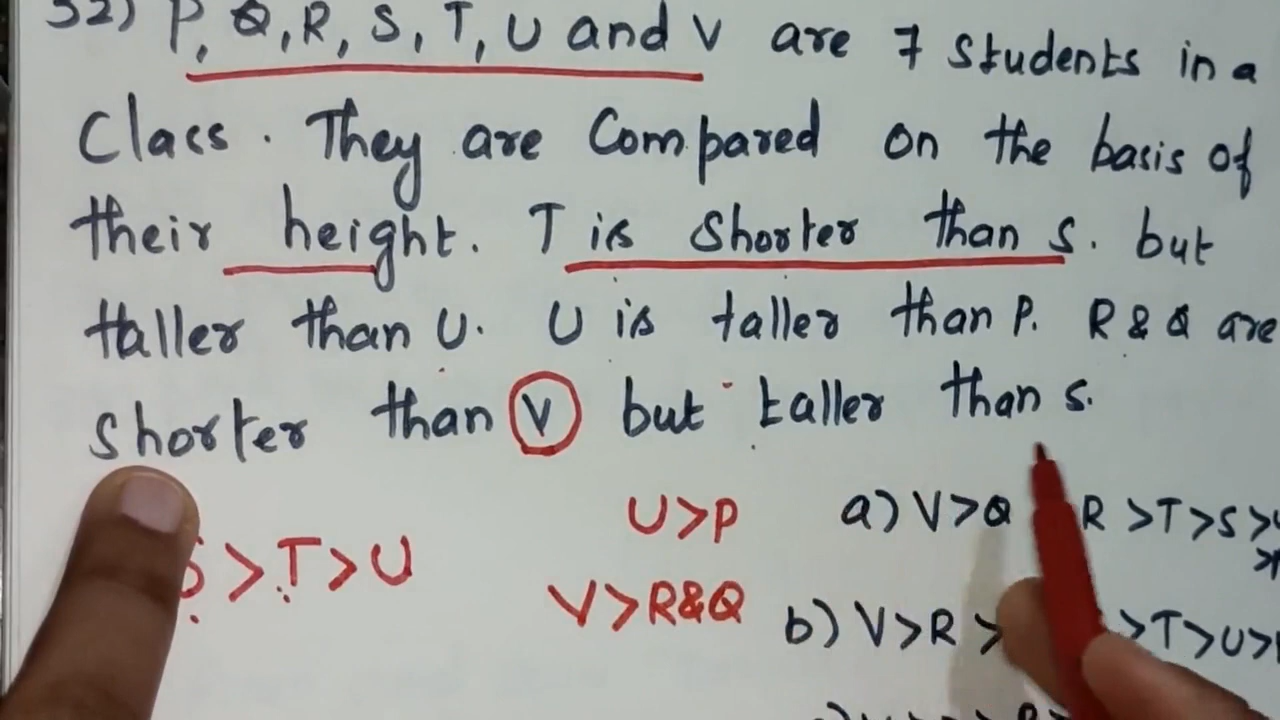 32) P, Q, R, S, T, U and V are 7 students in a
Class. They are Compared on the basis of
their height. T is shorter than S. but
taller than U. U is taller than P. R & Q are
shorter than V but taller than S.
U>P
a) V>Q R >T>S>
S>T>U
V>R&Q
b) V>R> >T>U>